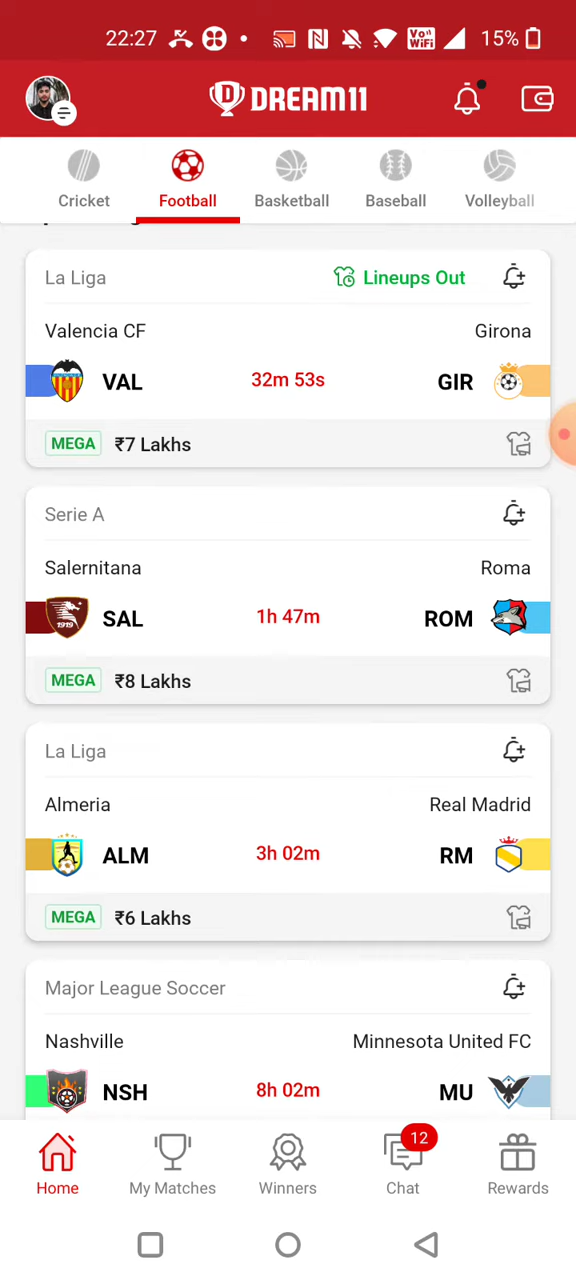 22:27
Vo))
WiFi
15%
DREAM11
Cricket
Football
Basketball
Baseball
Volleyball
La Liga
Lineups Out
Valencia CF
Girona
VAL
32m 53s
GIR
MEGA
₹7 Lakhs
Serie A
Salernitana
Roma
1919
SAL
1h 47m
ROM
MEGA
₹8 Lakhs
La Liga
Almeria
Real Madrid
ALM
3h 02m
RM
MEGA
₹6 Lakhs
Major League Soccer
Nashville
Minnesota United FC
NSH
8h 02m
MU
12
Home
My Matches
Winners
Chat
Rewards